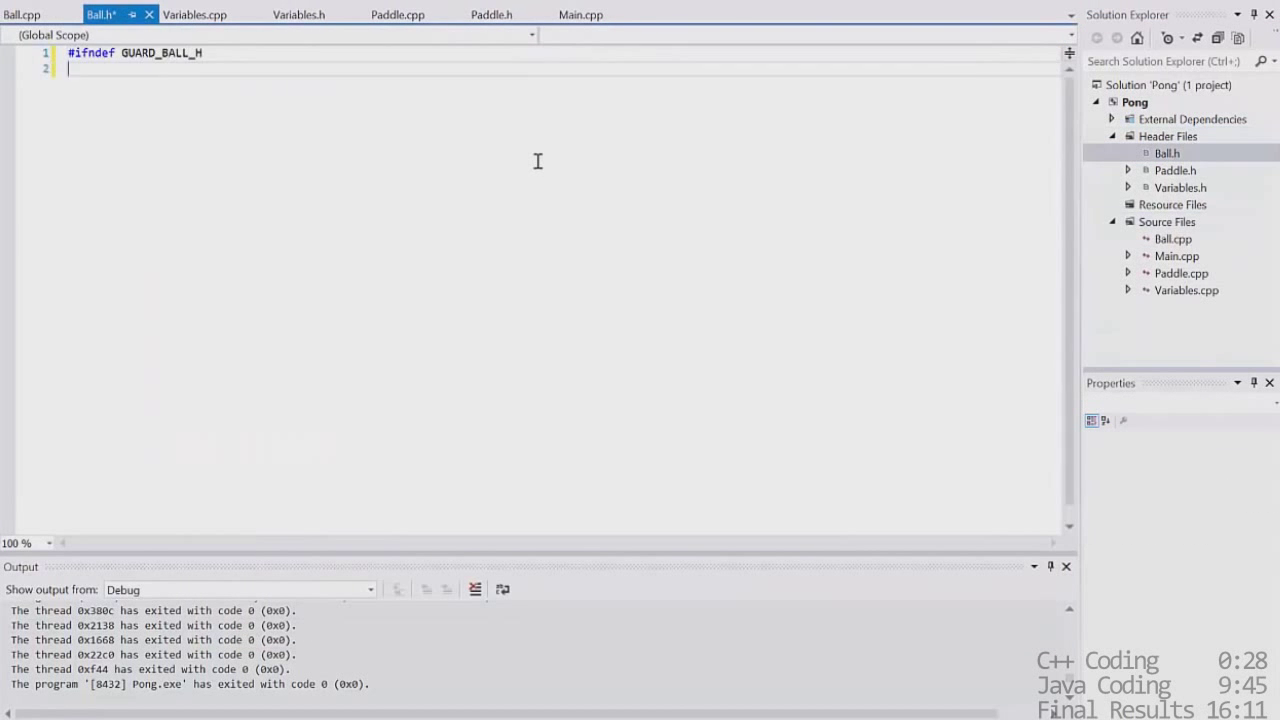 Ball.cpp Ball.h* Variables.cpp Variables.h Paddle.cpp Paddle.h Main.cpp
(Global Scope)
1 #ifndef GUARD_BALL_H
2
100 %
Output
Show output from: Debug
The thread 0x380c has exited with code 0 (0x0).
The thread 0x2138 has exited with code 0 (0x0).
The thread 0x1668 has exited with code 0 (0x0).
The thread 0x22c0 has exited with code 0 (0x0).
The thread 0xf44 has exited with code 0 (0x0).
The program '[8432] Pong.exe' has exited with code 0 (0x0).
Solution Explorer
Search Solution Explorer (Ctrl+;)
Solution 'Pong' (1 project)
Pong
External Dependencies
Header Files
Ball.h
Paddle.h
Variables.h
Resource Files
Source Files
Ball.cpp
Main.cpp
Paddle.cpp
Variables.cpp
Properties
C++ Coding 0:28
Java Coding 9:45
Final Results 16:11